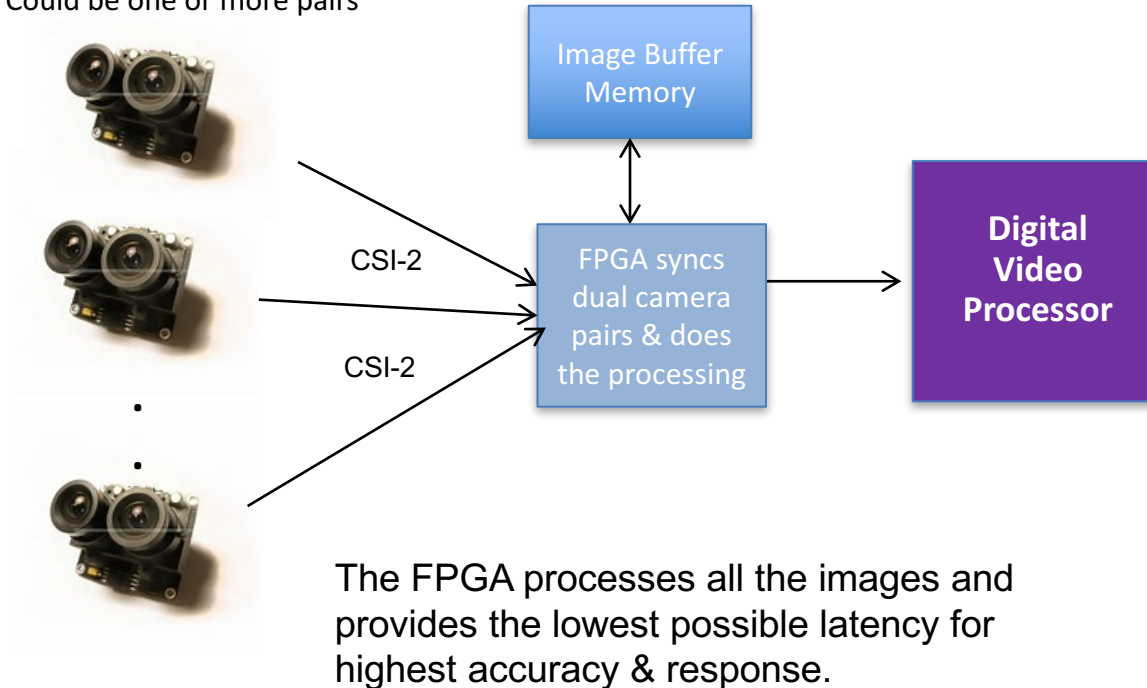 Could be one or more pairs
Image Buffer
Memory
CSI-2
FPGA syncs
dual camera
pairs & does
the processing
Digital
Video
Processor
CSI-2
.
.
The FPGA processes all the images and
provides the lowest possible latency for
highest accuracy & response.